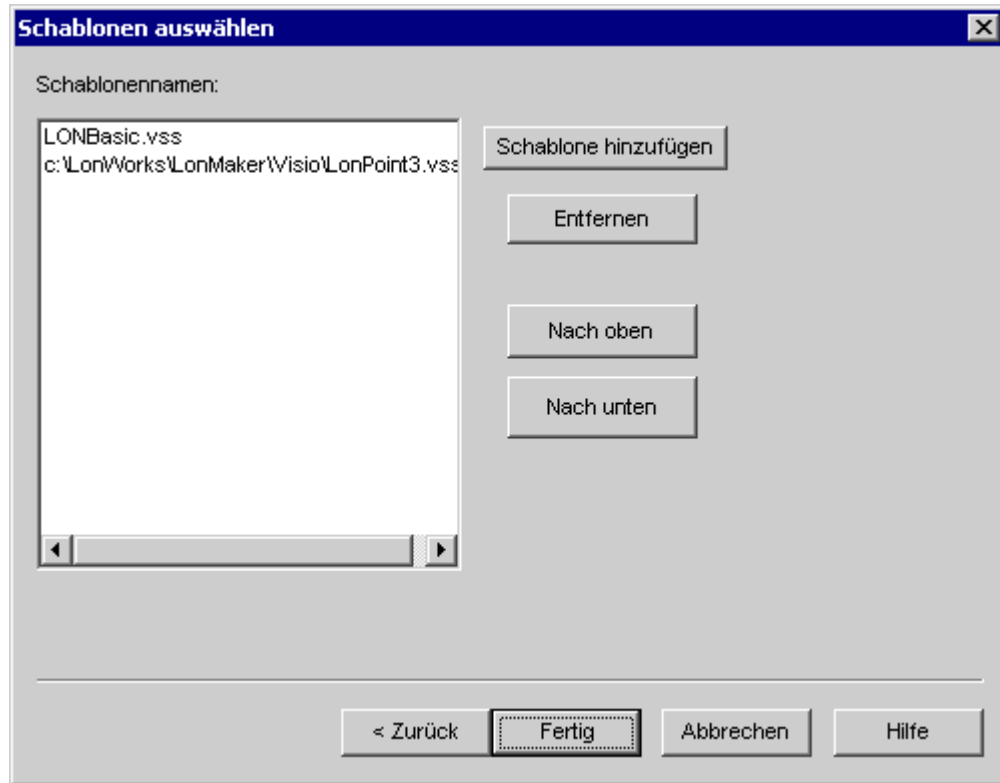 Schablonen auswählen
Schablonennamen:
LONBasic.vss
c:\LonWorks\LonMaker\Visio\LonPoint3.vss
Schablone hinzufügen
Entfernen
Nach oben
Nach unten
< Zurück
Fertig
Abbrechen
Hilfe